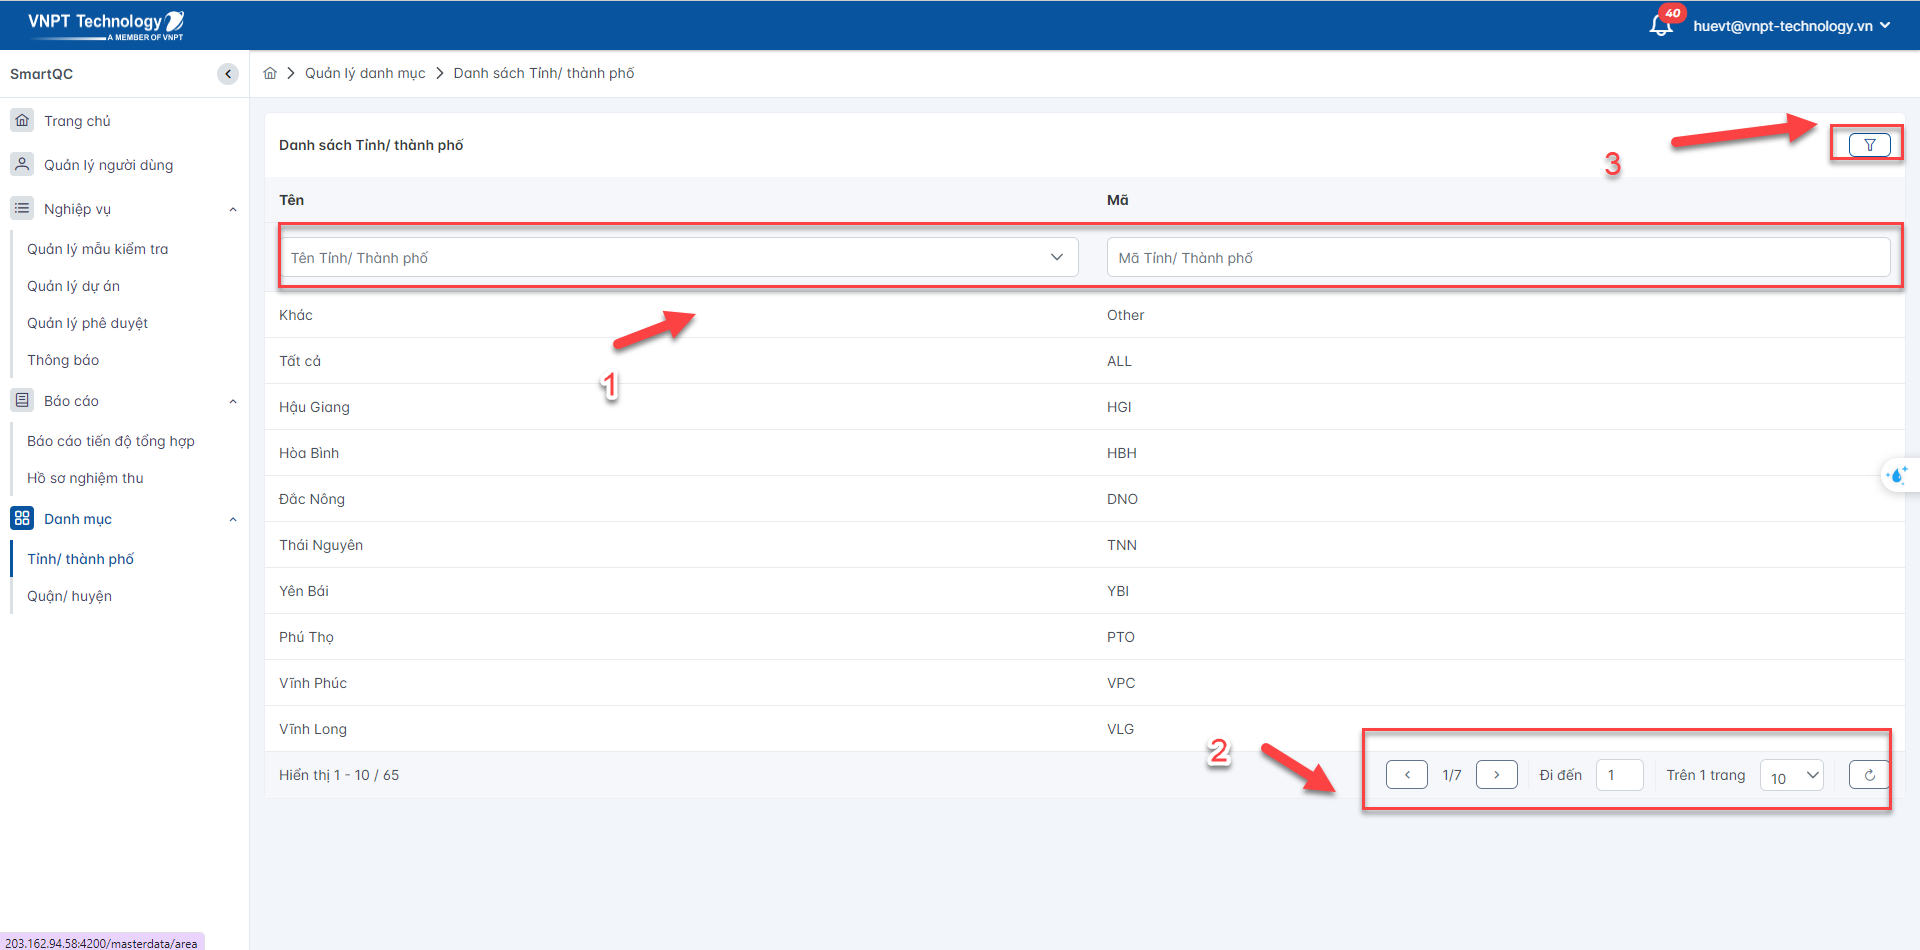 VNPT Technology
A MEMBER OF VNPT
40
huevt@vnpt-technology.vn
SmartQC
Quản lý danh mục
Danh sách Tỉnh/ thành phố
Trang chủ
Quản lý người dùng
Nghiệp vụ
Quản lý mẫu kiểm tra
Quản lý dự án
Quản lý phê duyệt
Thông báo
Báo cáo
Báo cáo tiến độ tổng hợp
Hồ sơ nghiệm thu
Danh mục
Tỉnh/ thành phố
Quận/ huyện
Danh sách Tỉnh/ thành phố
3
Tên Mã
Tên Tỉnh/ Thành phố Mã Tỉnh/ Thành phố
Khác Other
Tất cả ALL
1
Hậu Giang HGI
Hòa Bình HBH
Đắc Nông DNO
Thái Nguyên TNN
Yên Bái YBI
Phú Thọ PTO
Vĩnh Phúc VPC
Vĩnh Long VLG
2
Hiển thị 1 - 10 / 65 1/7 Đi đến 1 Trên 1 trang 10
203.162.94.58:4200/masterdata/area